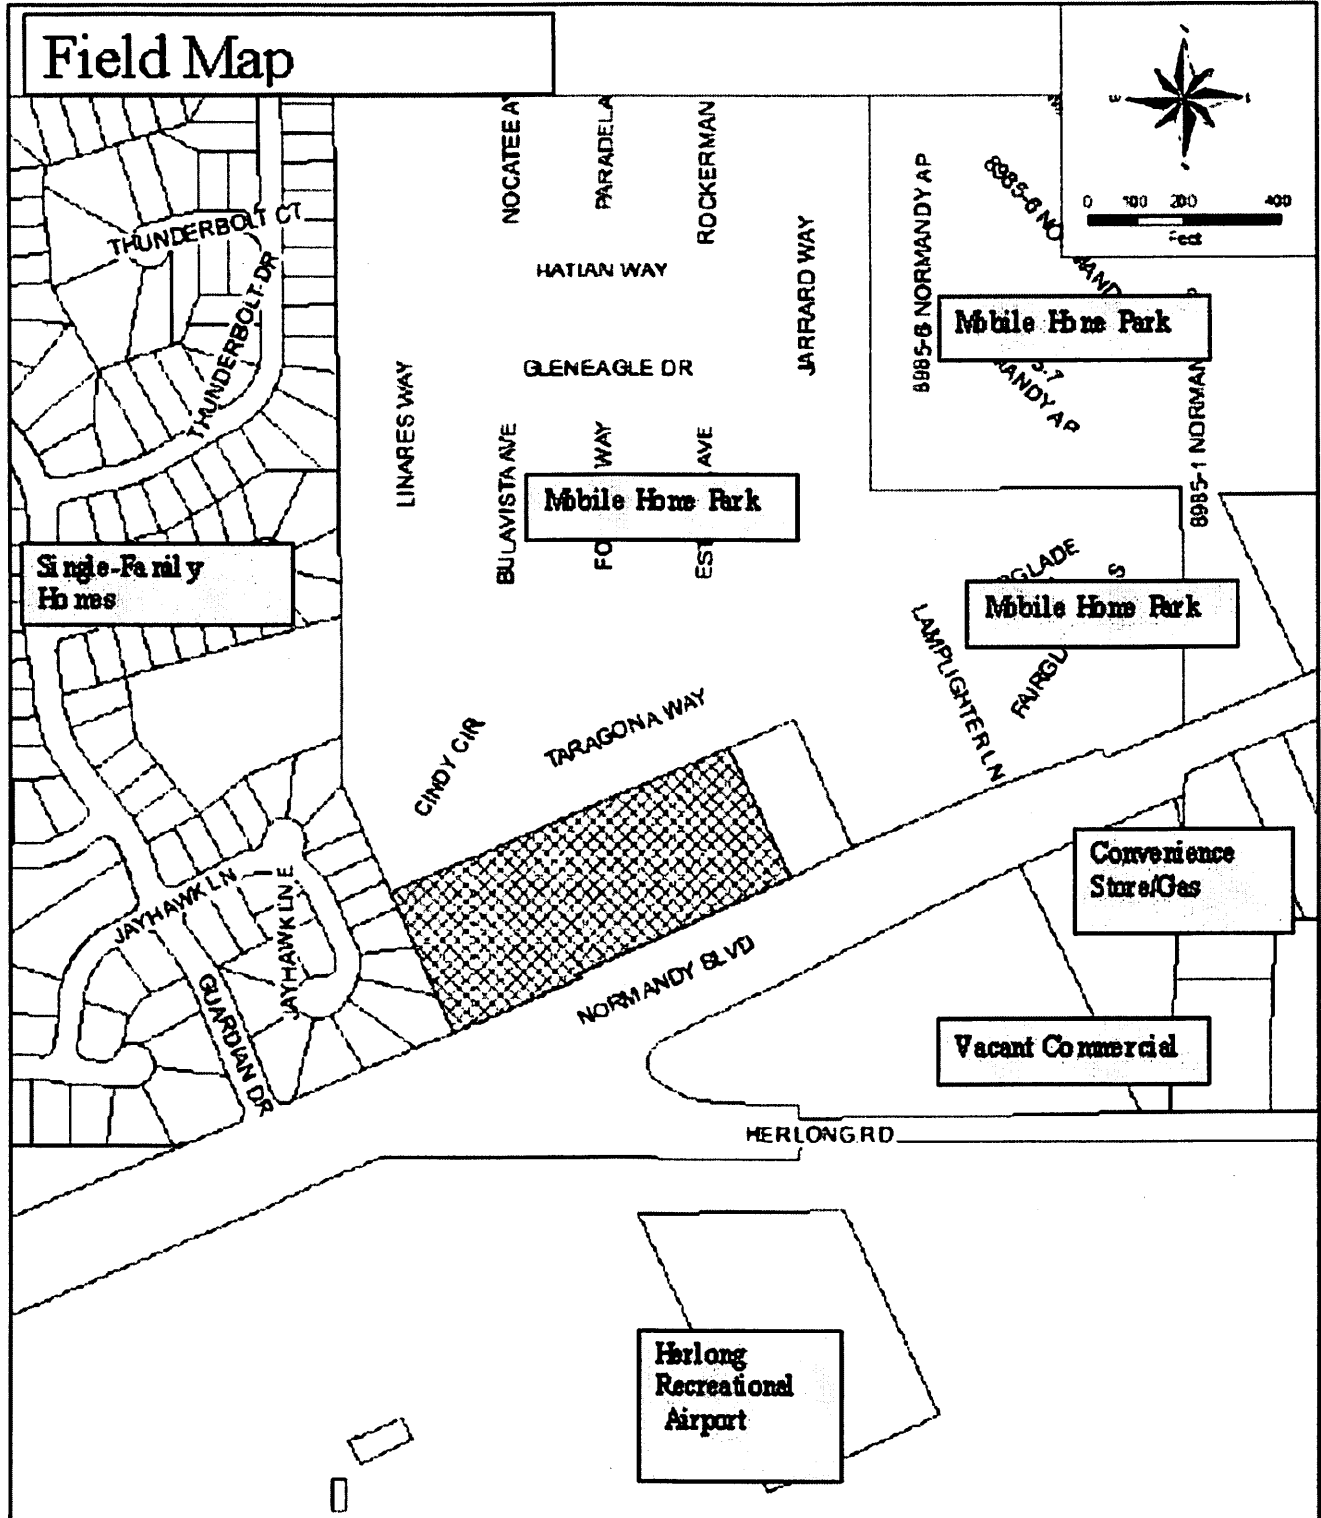 Field Map
0 100 200 400
Feet
NOCATEE
PARADELA
ROCKERMAN
JARRARD WAY
8985-6 NORMANDY AP
THUNDERBOLT CT
THUNDERBOLT DR
HATIAN WAY
GLENEAGLE DR
Mobile Home Park
LINARES WAY
BULAVISTA AVE
WAY
AVE
8985-1 NORMAN
Mobile Home Park
Single-Family
Homes
Mobile Home Park
LAMPLIGHTER LN
CINDY CIR
TARAGONA WAY
Convenience
Store/Gas
JAYHAWK LN
JAYHAWK LN E
GUARDIAN DR
NORMANDY BLVD
Vacant Commercial
HERLONG RD
Herlong
Recreational
Airport